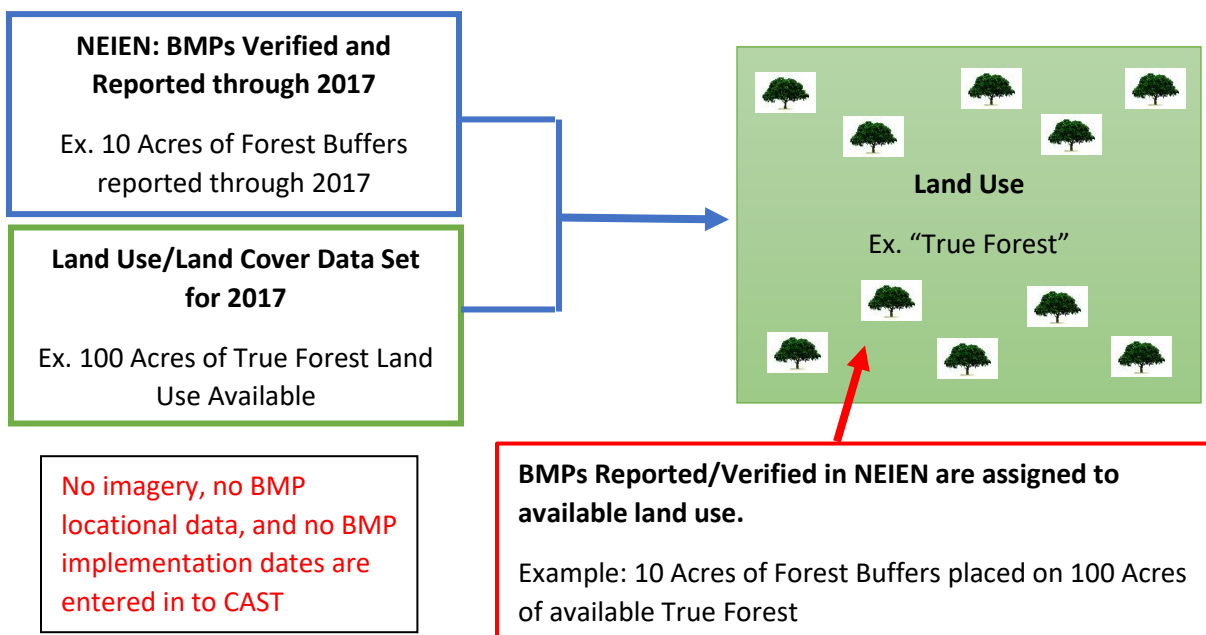 NEIEN: BMPs Verified and
Reported through 2017
Ex. 10 Acres of Forest Buffers
reported through 2017
Land Use/Land Cover Data Set
for 2017
Ex. 100 Acres of True Forest Land
Use Available
Land Use
Ex. “True Forest”
No imagery, no BMP
locational data, and no BMP
implementation dates are
entered in to CAST
BMPs Reported/Verified in NEIEN are assigned to
available land use.
Example: 10 Acres of Forest Buffers placed on 100 Acres
of available True Forest